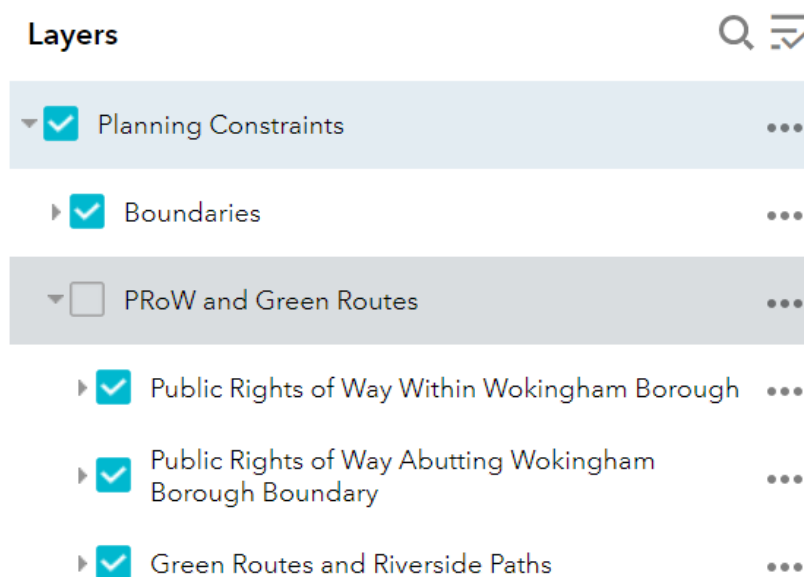 Layers
Planning Constraints
Boundaries
PRoW and Green Routes
Public Rights of Way Within Wokingham Borough
Public Rights of Way Abutting Wokingham
Borough Boundary
Green Routes and Riverside Paths